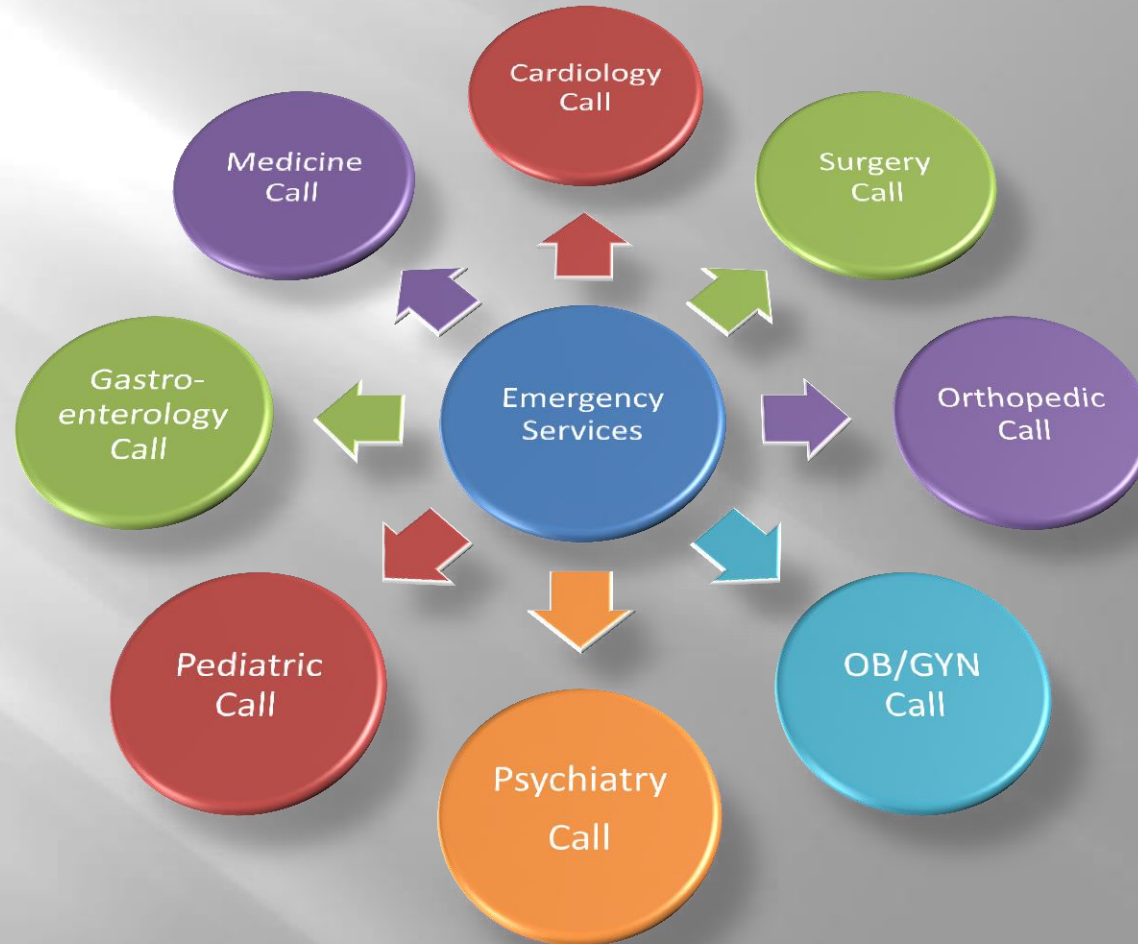 Cardiology
Call
Medicine
Call
Surgery
Call
Gastro-
enterology
Call
Emergency
Services
Orthopedic
Call
Pediatric
Call
OB/GYN
Call
Psychiatry
Call